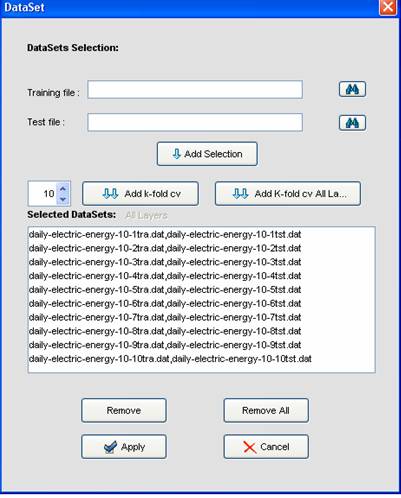 DataSet
DataSets Selection:
Training file :
Test file :
Add Selection
10 Add k-fold cv Add K-fold cv All La...
Selected DataSets: All Layers
daily-electric-energy-10-1tra.dat,daily-electric-energy-10-1tst.dat
daily-electric-energy-10-2tra.dat,daily-electric-energy-10-2tst.dat
daily-electric-energy-10-3tra.dat,daily-electric-energy-10-3tst.dat
daily-electric-energy-10-4tra.dat,daily-electric-energy-10-4tst.dat
daily-electric-energy-10-5tra.dat,daily-electric-energy-10-5tst.dat
daily-electric-energy-10-6tra.dat,daily-electric-energy-10-6tst.dat
daily-electric-energy-10-7tra.dat,daily-electric-energy-10-7tst.dat
daily-electric-energy-10-8tra.dat,daily-electric-energy-10-8tst.dat
daily-electric-energy-10-9tra.dat,daily-electric-energy-10-9tst.dat
daily-electric-energy-10-10tra.dat,daily-electric-energy-10-10tst.dat
Remove Remove All
Apply Cancel